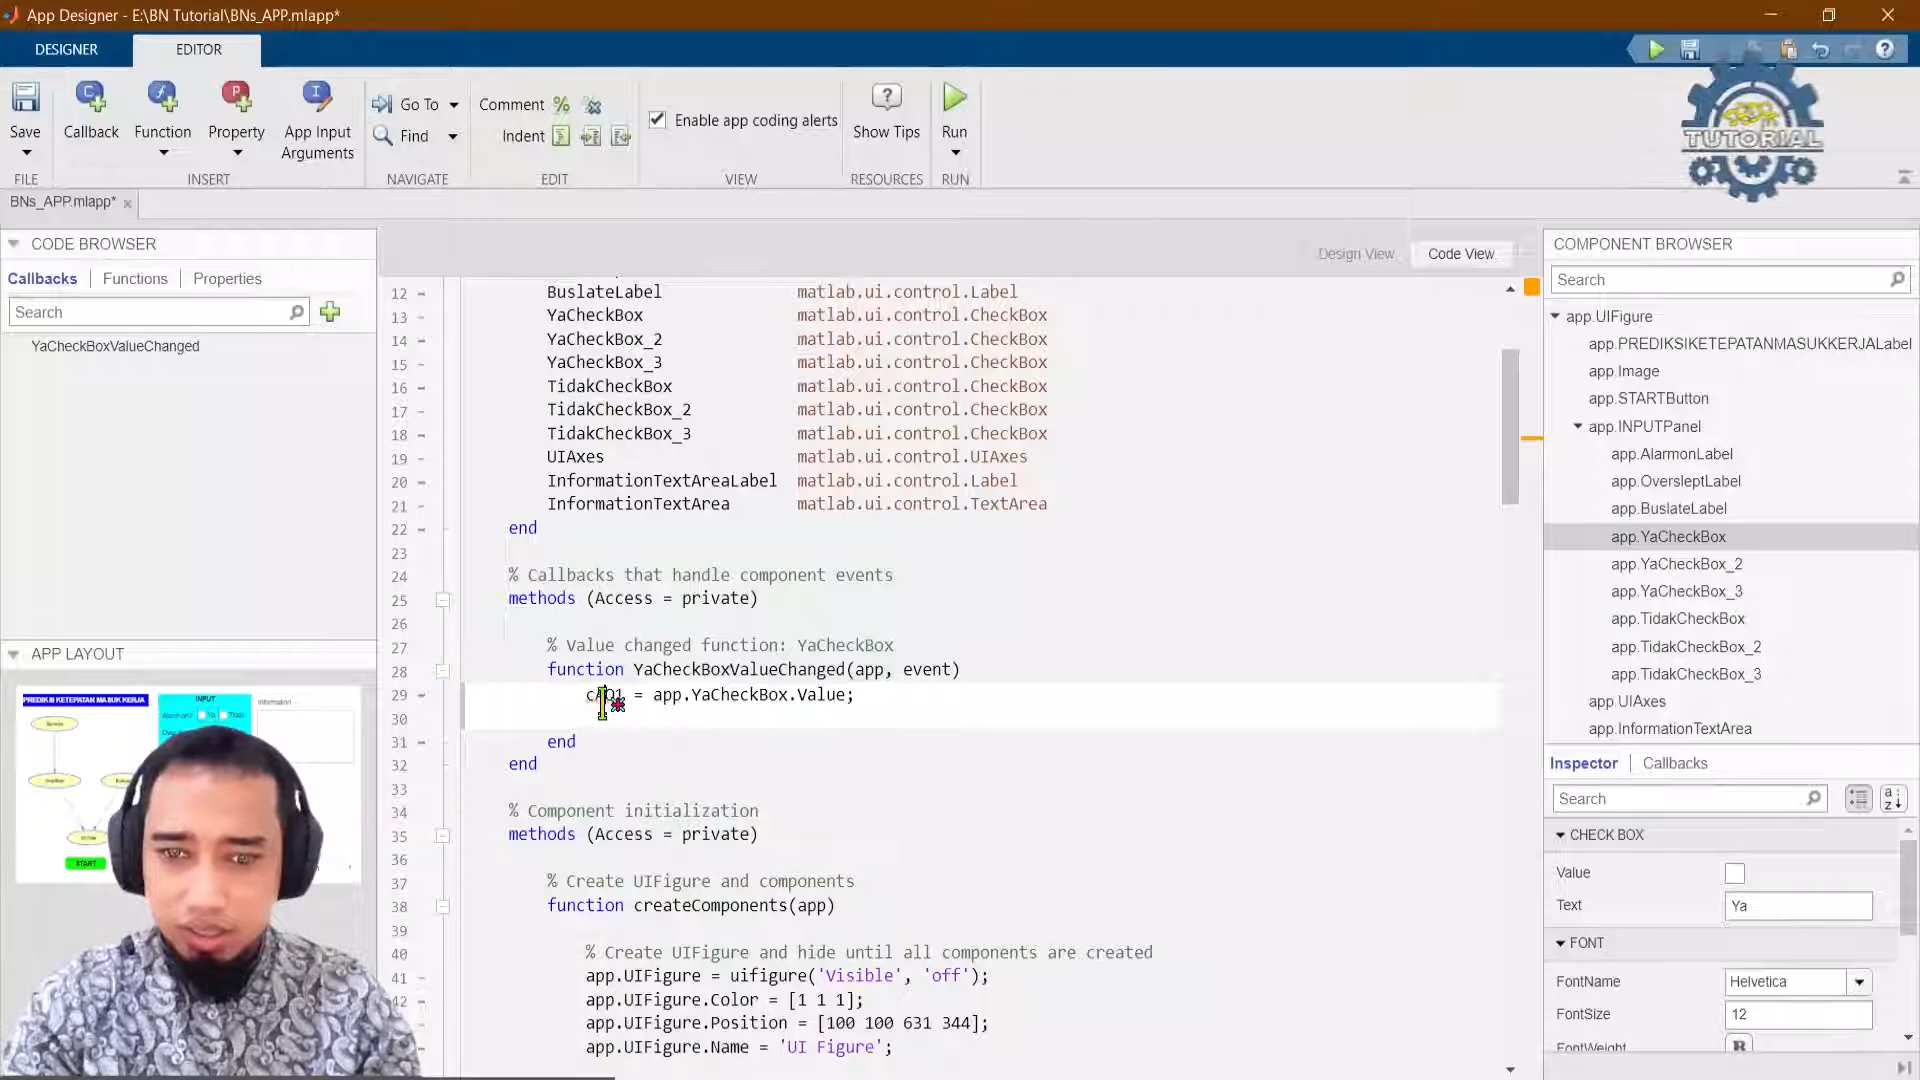 App Designer - E:\BN Tutorial\BNs_APP.mlapp*
DESIGNER
EDITOR
Save
Callback
Function
Property
App Input
Arguments
Go To
Find
Comment
Indent
Enable app coding alerts
Show Tips
Run
FILE
INSERT
NAVIGATE
EDIT
VIEW
RESOURCES
RUN
TUTORIAL
BNs_APP.mlapp*
CODE BROWSER
Callbacks
Functions
Properties
Search
YaCheckBoxValueChanged
APP LAYOUT
PREDIKSI KETEPATAN MASUK KERJA
INPUT
START
Design View
Code View
12 BuslateLabel matlab.ui.control.Label
13 YaCheckBox matlab.ui.control.CheckBox
14 YaCheckBox_2 matlab.ui.control.CheckBox
15 YaCheckBox_3 matlab.ui.control.CheckBox
16 TidakCheckBox matlab.ui.control.CheckBox
17 TidakCheckBox_2 matlab.ui.control.CheckBox
18 TidakCheckBox_3 matlab.ui.control.CheckBox
19 UIAxes matlab.ui.control.UIAxes
20 InformationTextAreaLabel matlab.ui.control.Label
21 InformationTextArea matlab.ui.control.TextArea
22 end
23
24 % Callbacks that handle component events
25 methods (Access = private)
26
27 % Value changed function: YaCheckBox
28 function YaCheckBoxValueChanged(app, event)
29 = app.YaCheckBox.Value;
30
31 end
32 end
33
34 % Component initialization
35 methods (Access = private)
36
37 % Create UIFigure and components
38 function createComponents(app)
39
40 % Create UIFigure and hide until all components are created
41 app.UIFigure = uifigure('Visible', 'off');
42 app.UIFigure.Color = [1 1 1];
app.UIFigure.Position = [100 100 631 344];
app.UIFigure.Name = 'UI Figure';
COMPONENT BROWSER
Search
app.UIFigure
app.PREDIKSIKETEPATANMASUKKERJALabel
app.Image
app.STARTButton
app.INPUTPanel
app.AlarmonLabel
app.OversleptLabel
app.BuslateLabel
app.YaCheckBox
app.YaCheckBox_2
app.YaCheckBox_3
app.TidakCheckBox
app.TidakCheckBox_2
app.TidakCheckBox_3
app.UIAxes
app.InformationTextArea
Inspector
Callbacks
Search
CHECK BOX
Value
Text Ya
FONT
FontName Helvetica
FontSize 12
FontWeight B